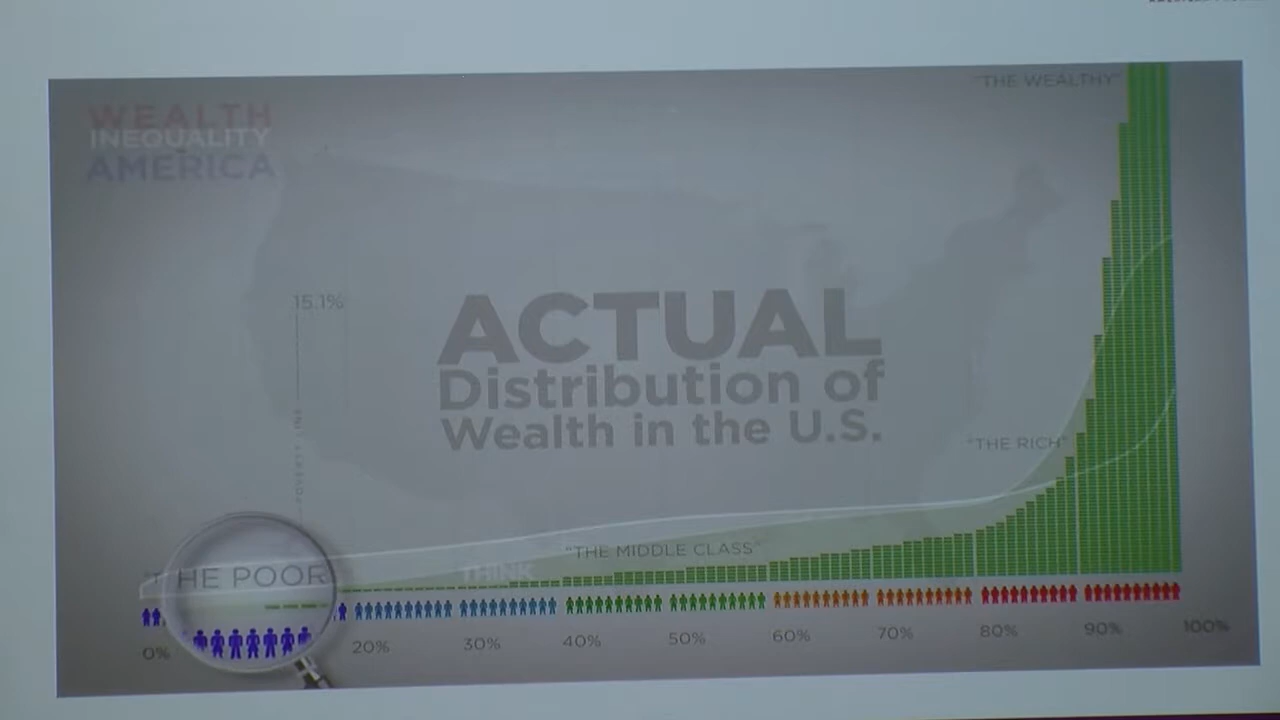 "THE WEALTHY"
WEALTH
INEQUALITY
AMERICA
15.1%
ACTUAL
Distribution of
Wealth in the U.S.
"THE RICH"
"THE MIDDLE CLASS"
THINK
"THE POOR
0% 20% 30% 40% 50% 60% 70% 80% 90% 100%